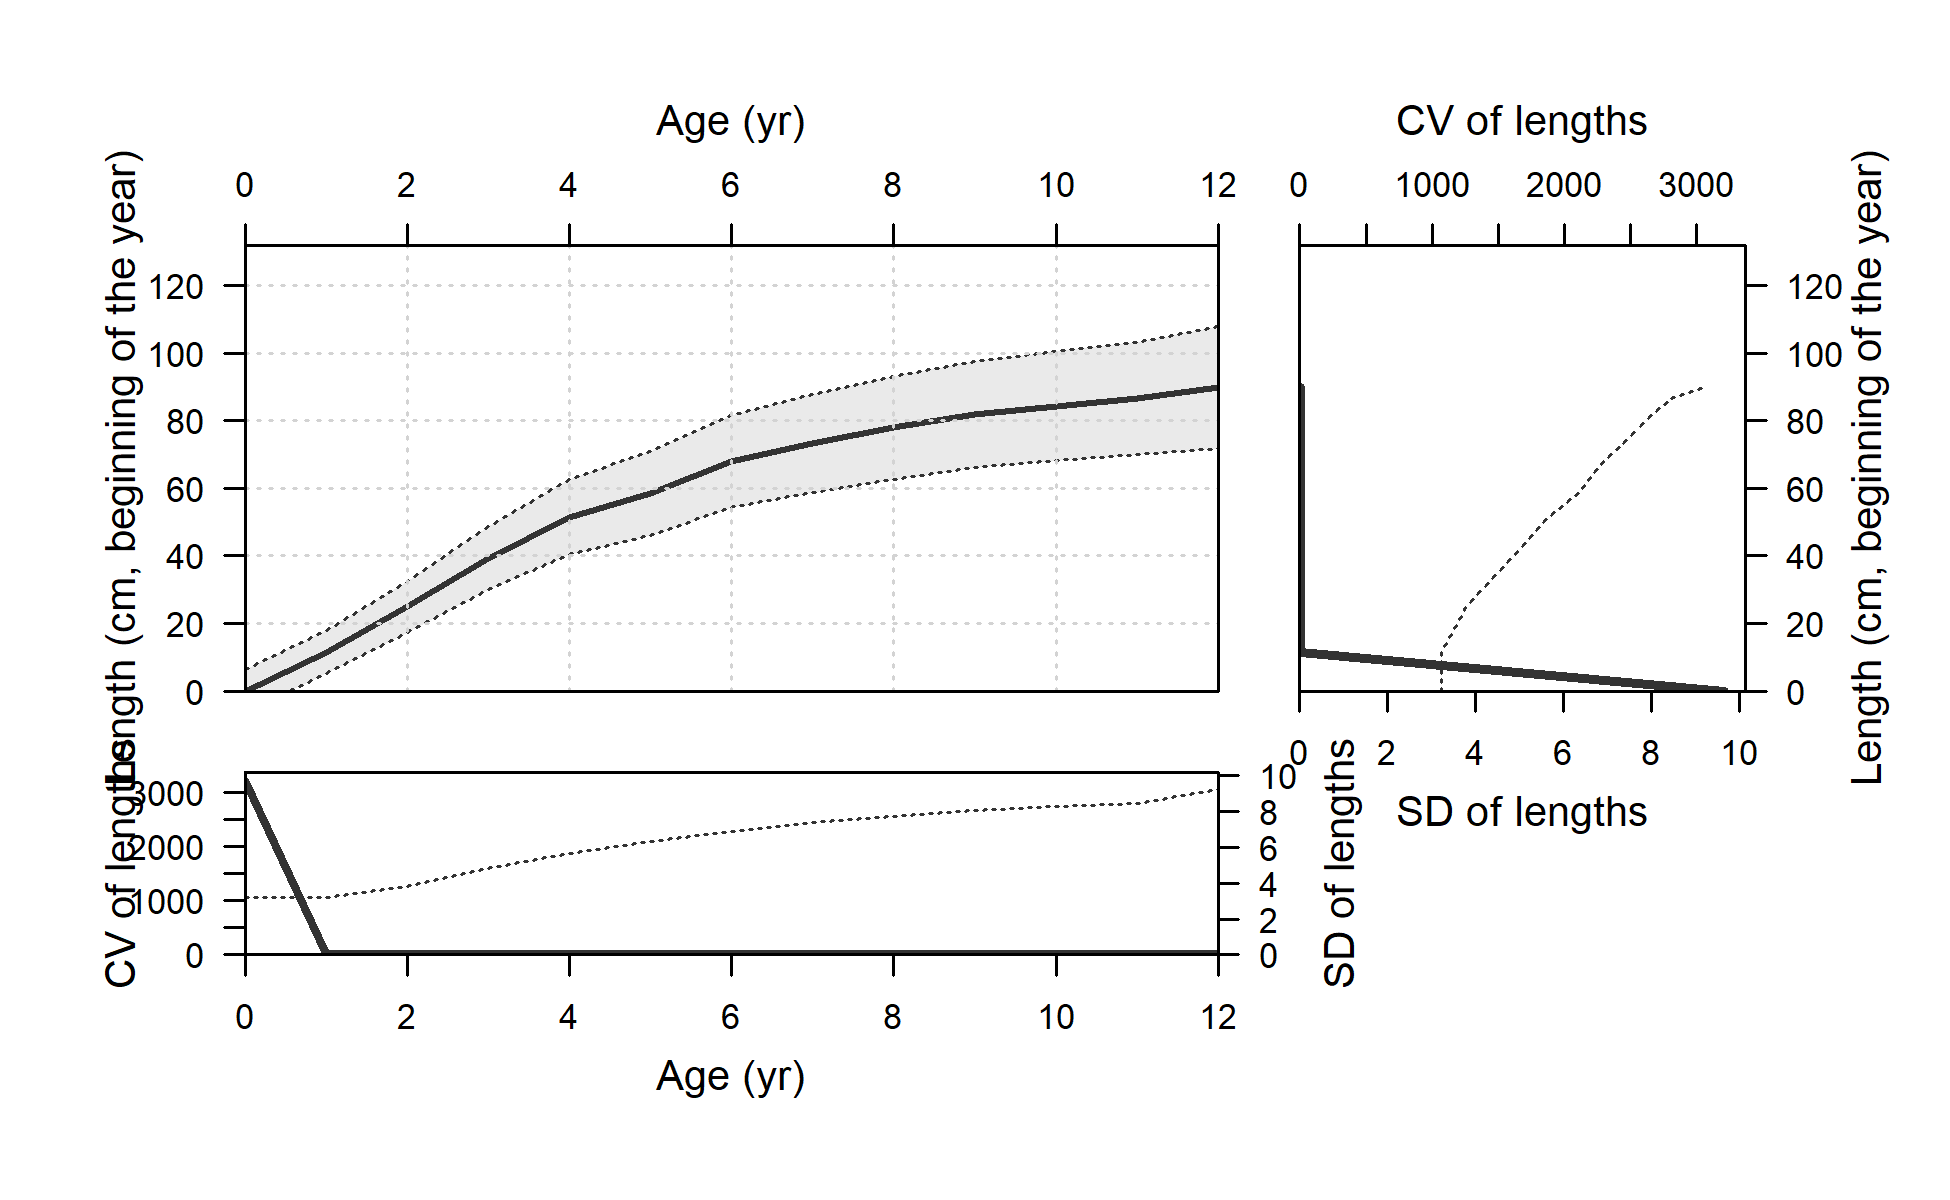 Age (yr)
CV of lengths
0 2 4 6 8 10 12
0 1000 2000 3000
Length (cm, beginning of the year)
120
100
80
60
40
20
0
120
100
80
60
40
20
0
Length (cm, beginning of the year)
0 2 4 6 8 10
SD of lengths
CV of lengths
3000
2000
1000
0
10
8
6
4
2
0
SD of lengths
0 2 4 6 8 10 12
Age (yr)